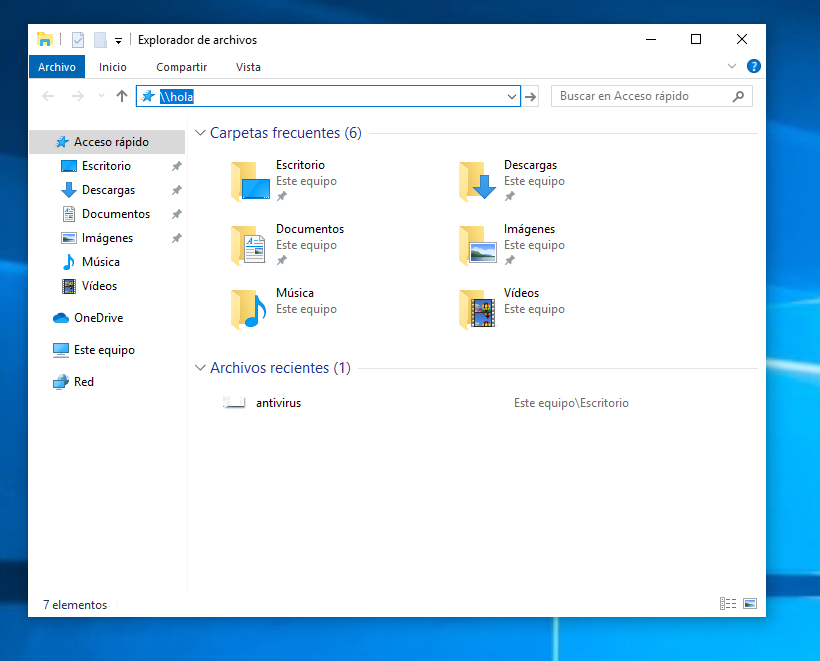 Explorador de archivos
Archivo Inicio Compartir Vista
\\hola
Buscar en Acceso rápido
Acceso rápido
Escritorio
Descargas
Documentos
Imágenes
Música
Vídeos
OneDrive
Este equipo
Red
Carpetas frecuentes (6)
Escritorio
Este equipo
Descargas
Este equipo
Documentos
Este equipo
Imágenes
Este equipo
Música
Este equipo
Vídeos
Este equipo
Archivos recientes (1)
antivirus Este equipo\Escritorio
7 elementos